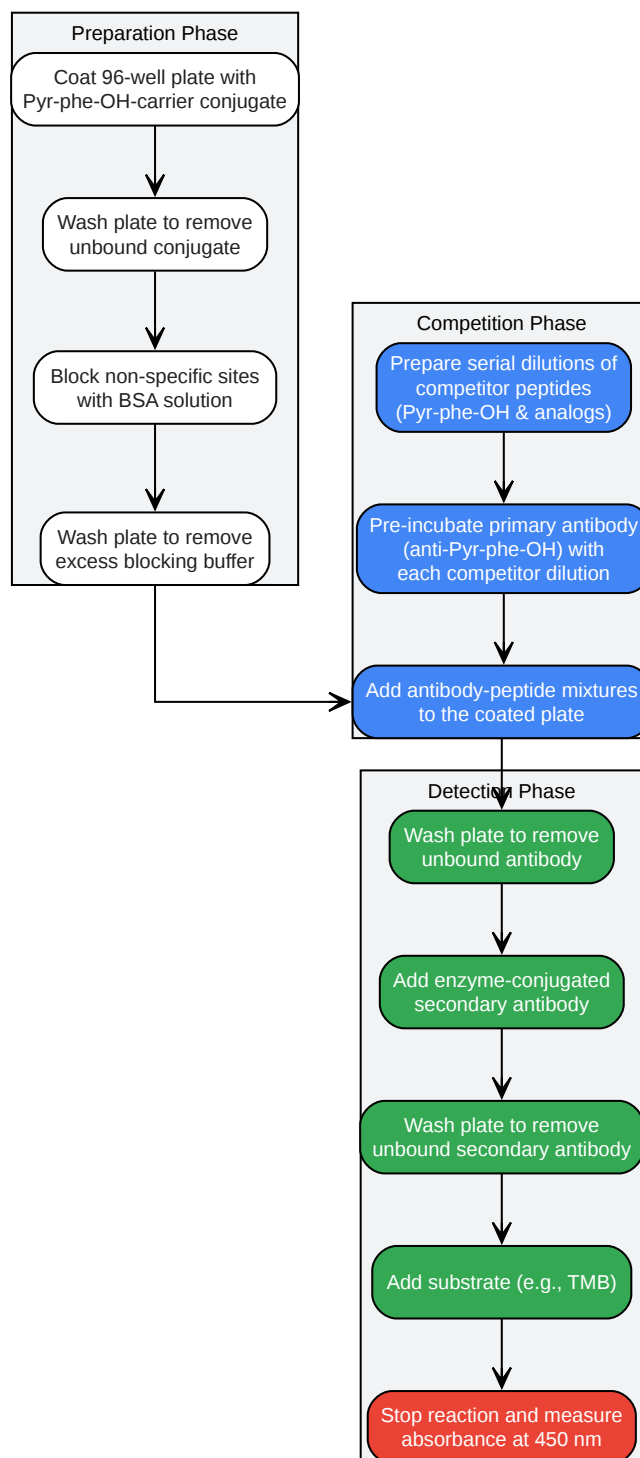 Preparation Phase
Coat 96-well plate with
Pyr-phe-OH-carrier conjugate
Wash plate to remove
unbound conjugate
Block non-specific sites
with BSA solution
Wash plate to remove
excess blocking buffer
Competition Phase
Prepare serial dilutions of
competitor peptides
(Pyr-phe-OH & analogs)
Pre-incubate primary antibody
(anti-Pyr-phe-OH) with
each competitor dilution
Add antibody-peptide mixtures
to the coated plate
Detection Phase
Wash plate to remove
unbound antibody
Add enzyme-conjugated
secondary antibody
Wash plate to remove
unbound secondary antibody
Add substrate (e.g., TMB)
Stop reaction and measure
absorbance at 450 nm